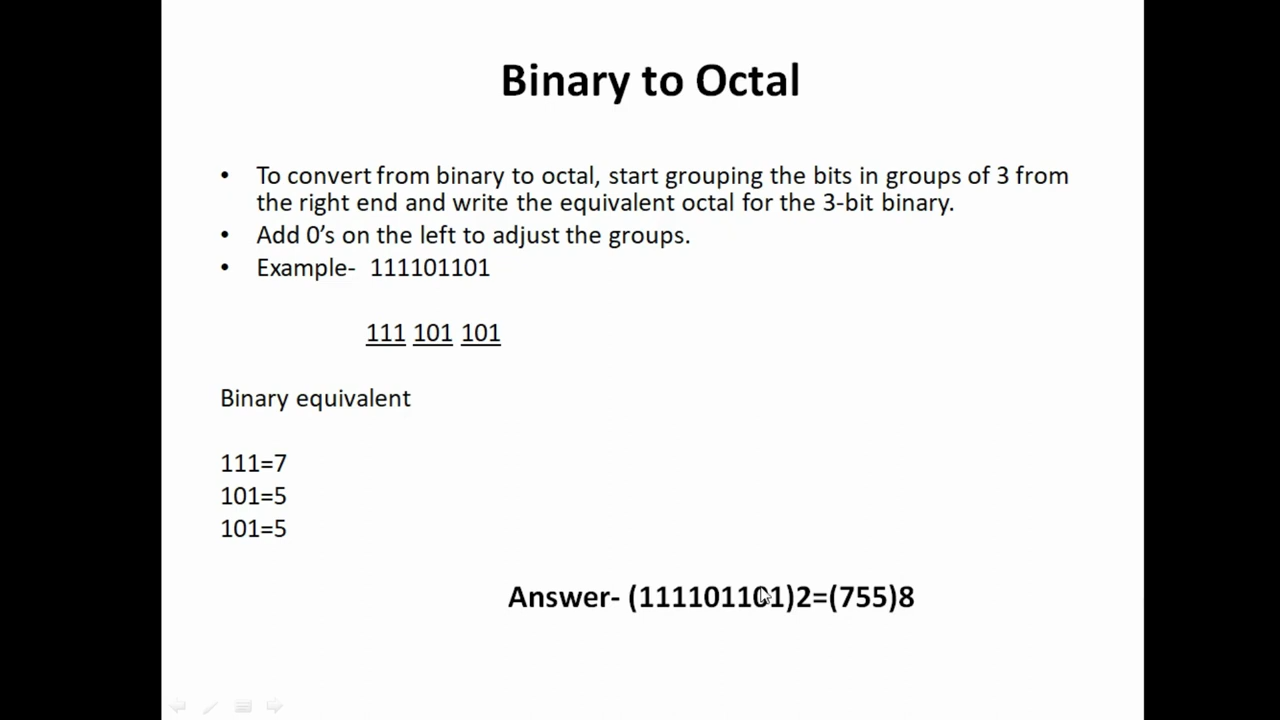 Binary to Octal
• To convert from binary to octal, start grouping the bits in groups of 3 from
the right end and write the equivalent octal for the 3-bit binary.
• Add 0’s on the left to adjust the groups.
• Example- 111101101
111 101 101
Binary equivalent
111=7
101=5
101=5
Answer- (111101101)2=(755)8